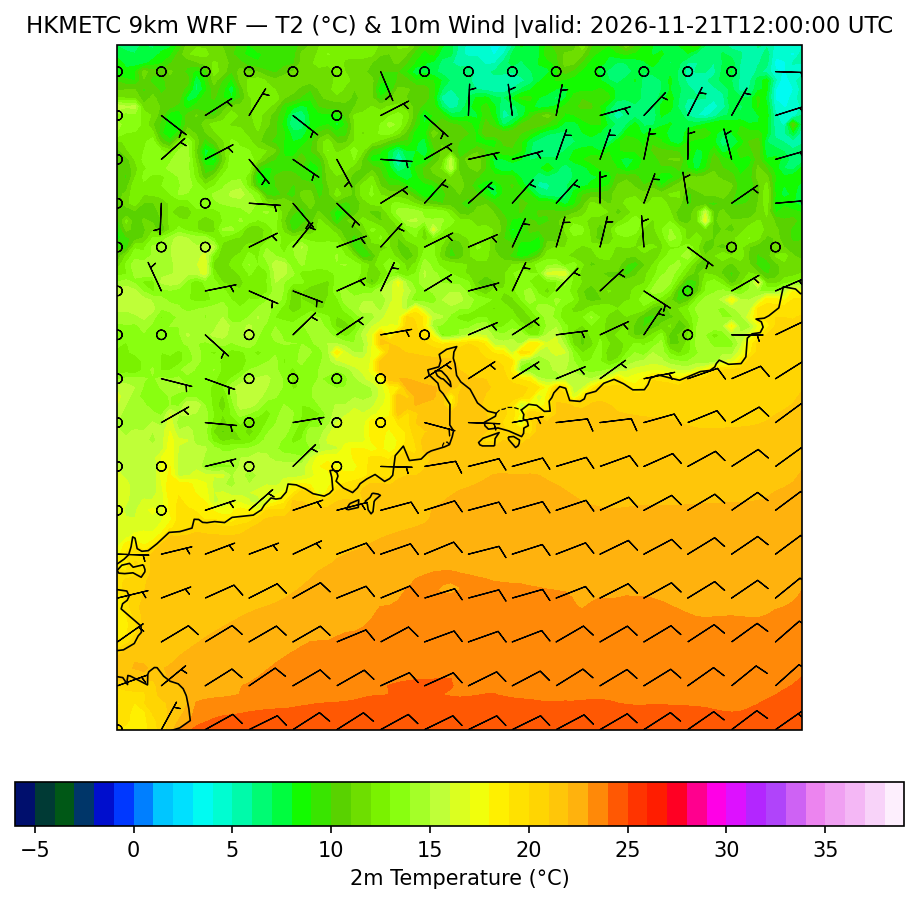 HKMETC 9km WRF — T2 (°C) & 10m Wind |valid: 2026-11-21T12:00:00 UTC
−5 0 5 10 15 20 25 30 35
2m Temperature (°C)